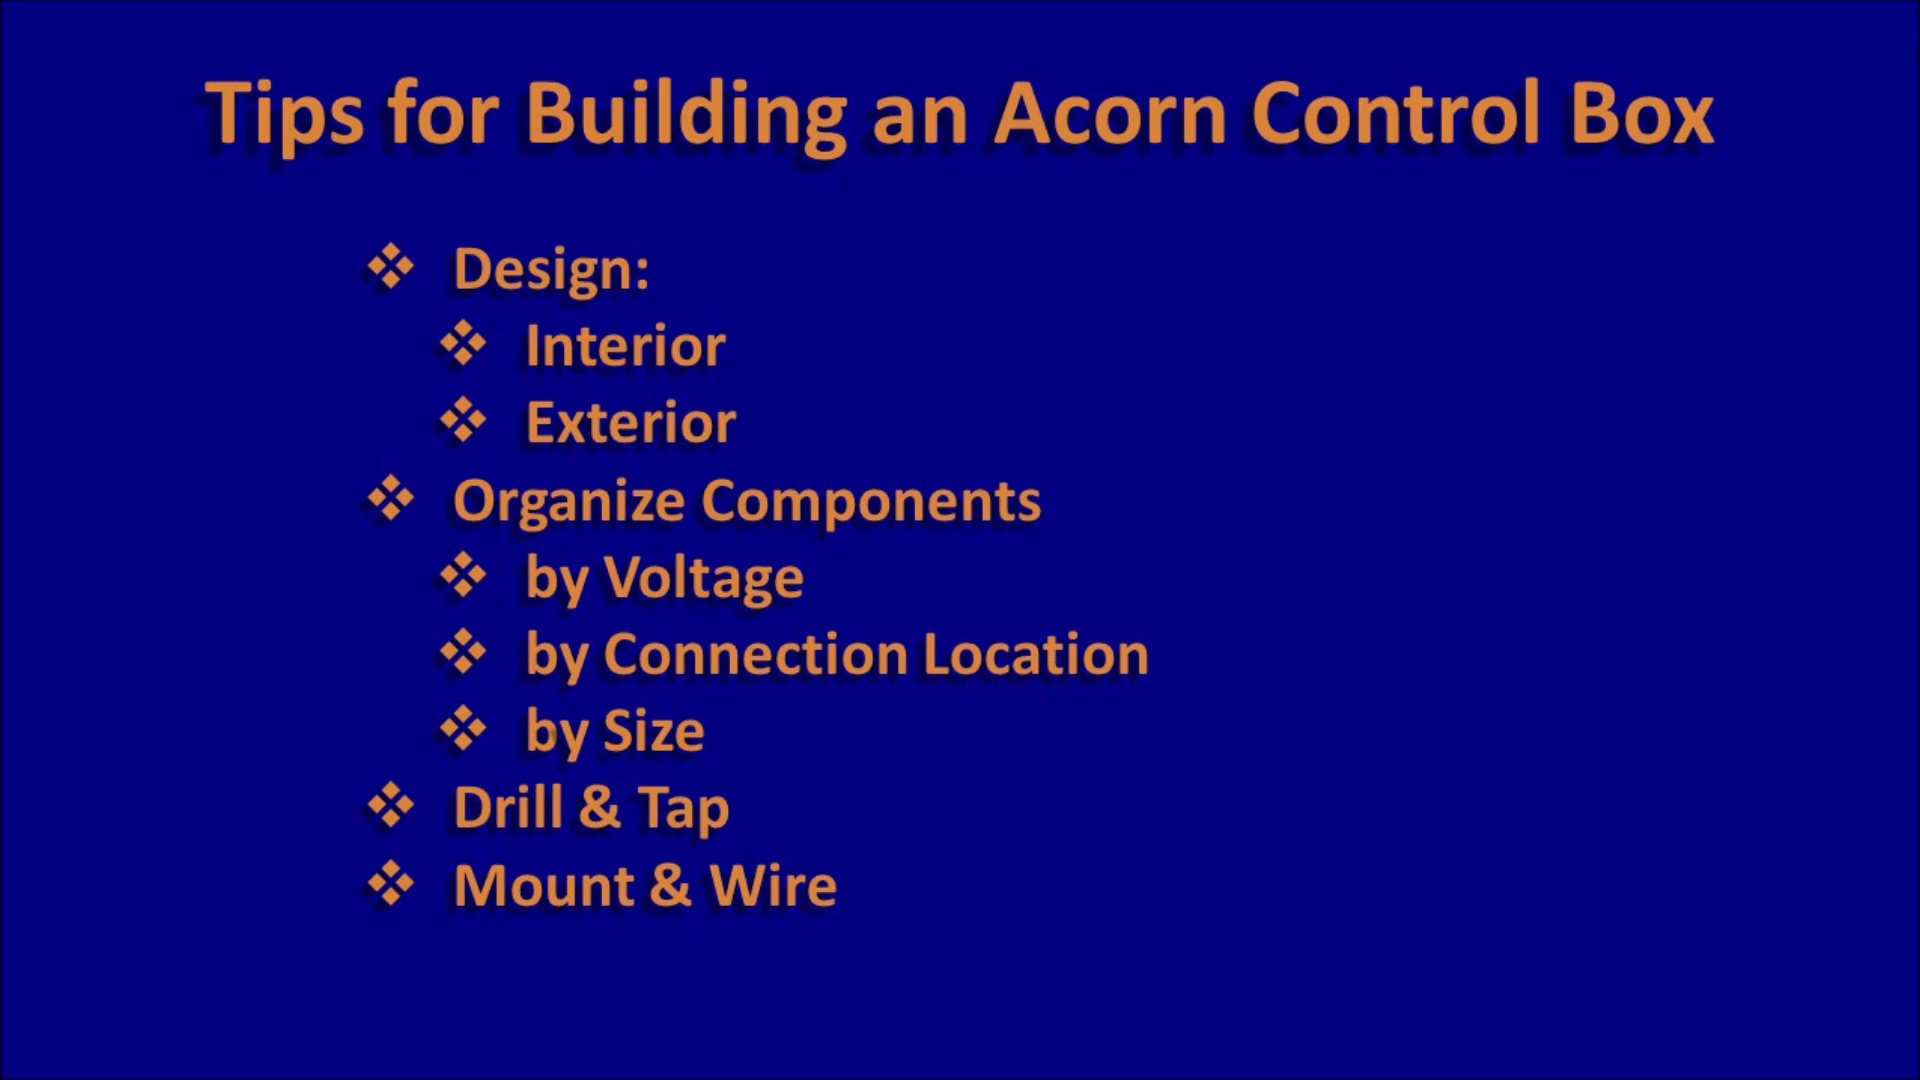 Tips for Building an Acorn Control Box
❖ Design:
❖ Interior
❖ Exterior
❖ Organize Components
❖ by Voltage
❖ by Connection Location
❖ by Size
❖ Drill & Tap
❖ Mount & Wire